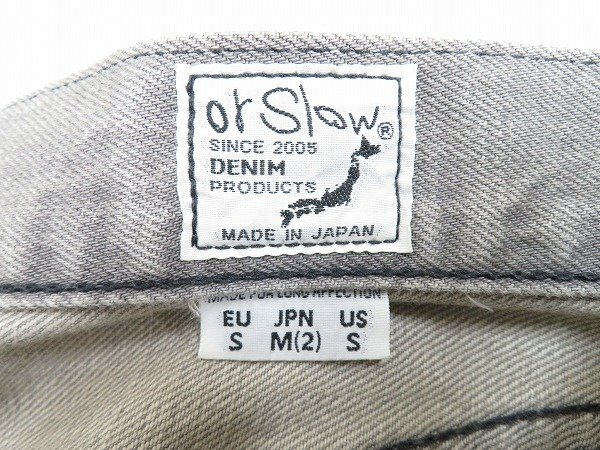 orSlow®
SINCE 2005
DENIM
PRODUCTS
MADE IN JAPAN
MADE FOR LONG AFFECTION
EU JPN US
S M(2) S